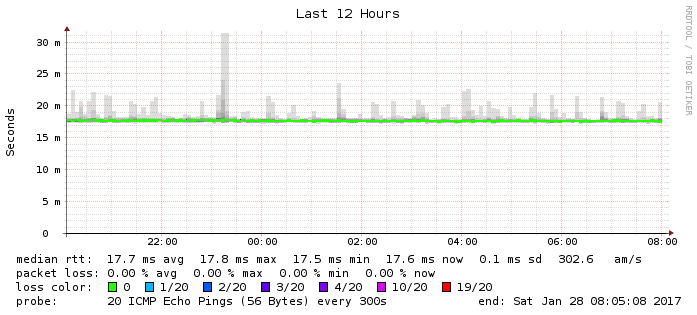 Last 12 Hours
RRDTOOL / TOBI OETIKER
Seconds
30 m
25 m
20 m
15 m
10 m
5 m
0
22:00 00:00 02:00 04:00 06:00 08:00
median rtt: 17.7 ms avg 17.8 ms max 17.5 ms min 17.6 ms now 0.1 ms sd 302.6 am/s
packet loss: 0.00 % avg 0.00 % max 0.00 % min 0.00 % now
loss color: 0 1/20 2/20 3/20 4/20 10/20 19/20
probe: 20 ICMP Echo Pings (56 Bytes) every 300s end: Sat Jan 28 08:05:08 2017